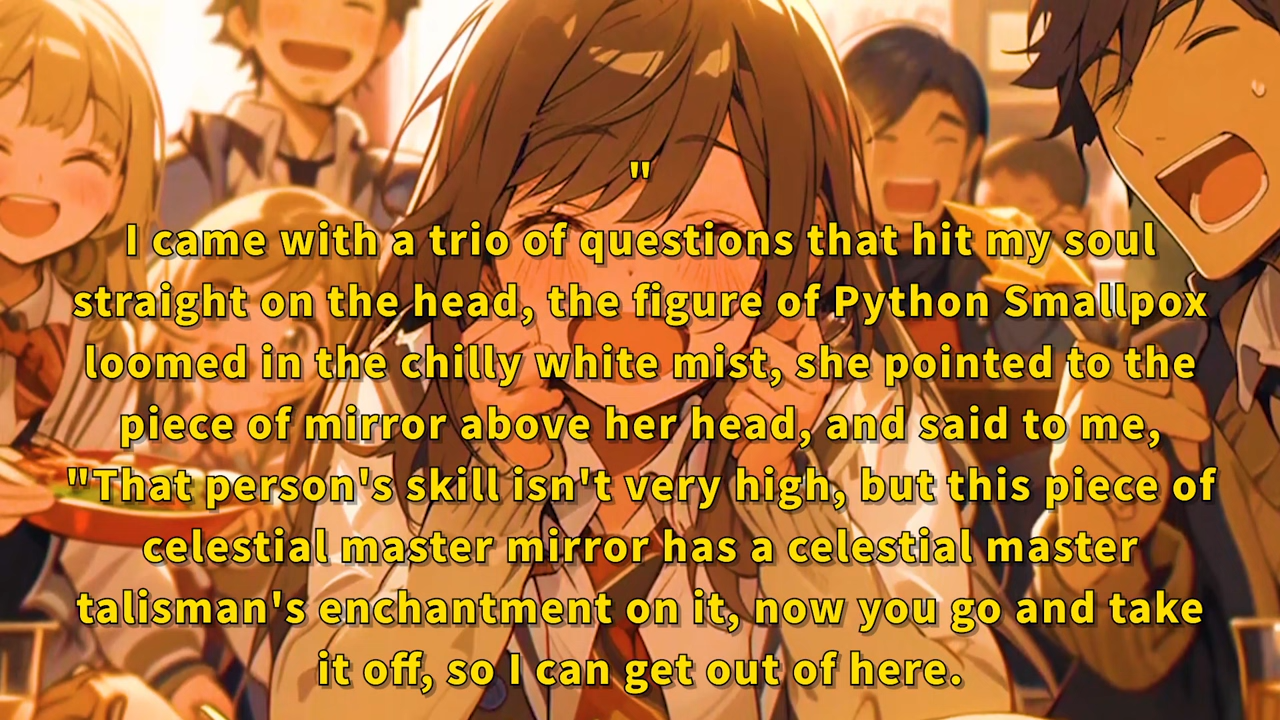 "
I came with a trio of questions that hit my soul
straight on the head, the figure of Python Smallpox
loomed in the chilly white mist, she pointed to the
piece of mirror above her head, and said to me,
"That person's skill isn't very high, but this piece of
celestial master mirror has a celestial master
talisman's enchantment on it, now you go and take
it off, so I can get out of here.